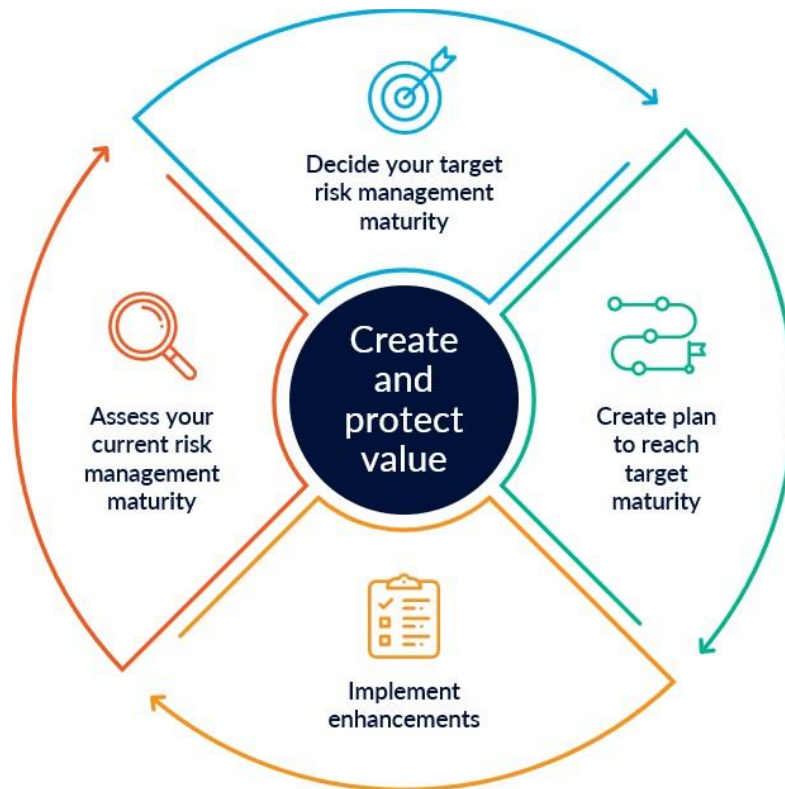 Decide your target
risk management
maturity
Create
and
protect
value
Assess your
current risk
management
maturity
Create plan
to reach
target
maturity
Implement
enhancements